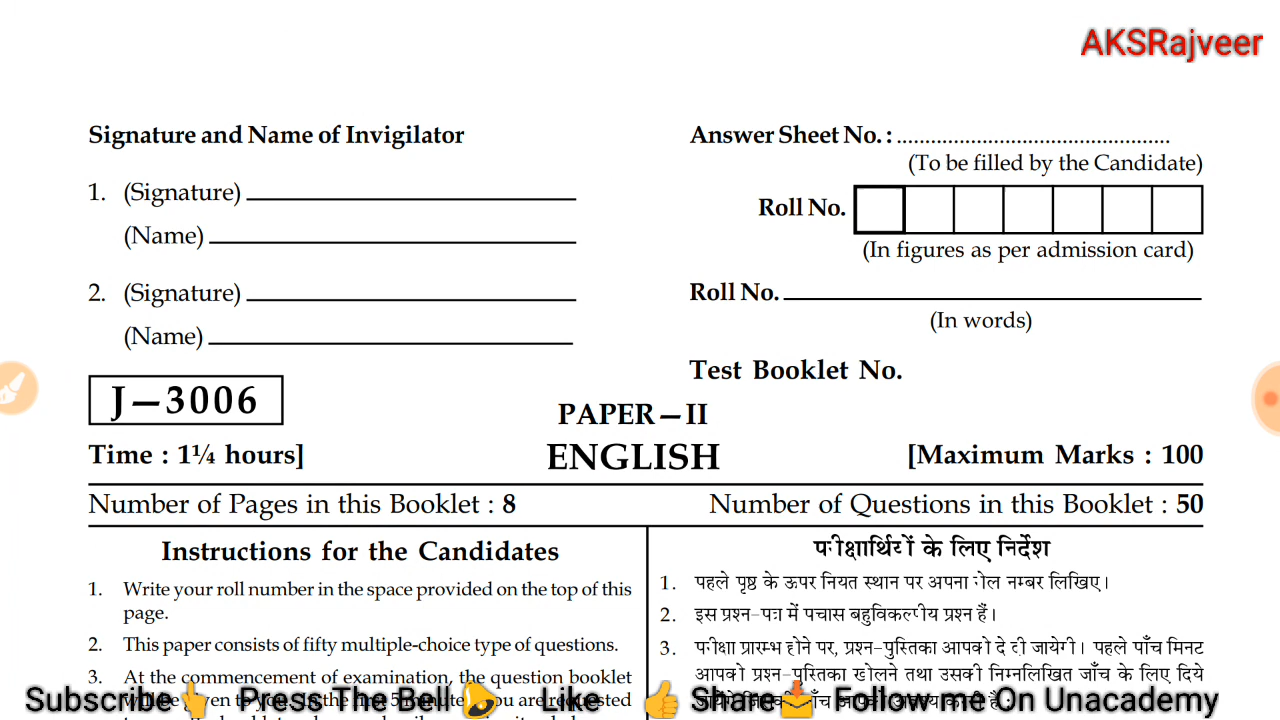 AKSRajveer
Signature and Name of Invigilator
1. (Signature)
(Name)
2. (Signature)
(Name)
Answer Sheet No. : ..............................................
(To be filled by the Candidate)
Roll No.
(In figures as per admission card)
Roll No.
(In words)
Test Booklet No.
J—3006
PAPER—II
Time : 1¼ hours]
ENGLISH
[Maximum Marks : 100
Number of Pages in this Booklet : 8
Number of Questions in this Booklet : 50
Instructions for the Candidates
1. Write your roll number in the space provided on the top of this
page.
2. This paper consists of fifty multiple-choice type of questions.
3. At the commencement of examination, the question booklet
परीक्षार्थियों के लिए निर्देश
1. पहले पृष्ठ के ऊपर नियत स्थान पर अपना रोल नम्बर लिखिए।
2. इस प्रश्न-पत्र में पचास बहुविकल्पीय प्रश्न हैं।
3. परीक्षा प्रारम्भ होने पर, प्रश्न-पुस्तिका आपको दे दी जायेगी। पहले पाँच मिनट
आपको प्रश्न-पुस्तिका खोलने तथा उसकी निम्नलिखित जाँच के लिए दिये
Subscribe Press The Bell Like Share Follow me On Unacademy